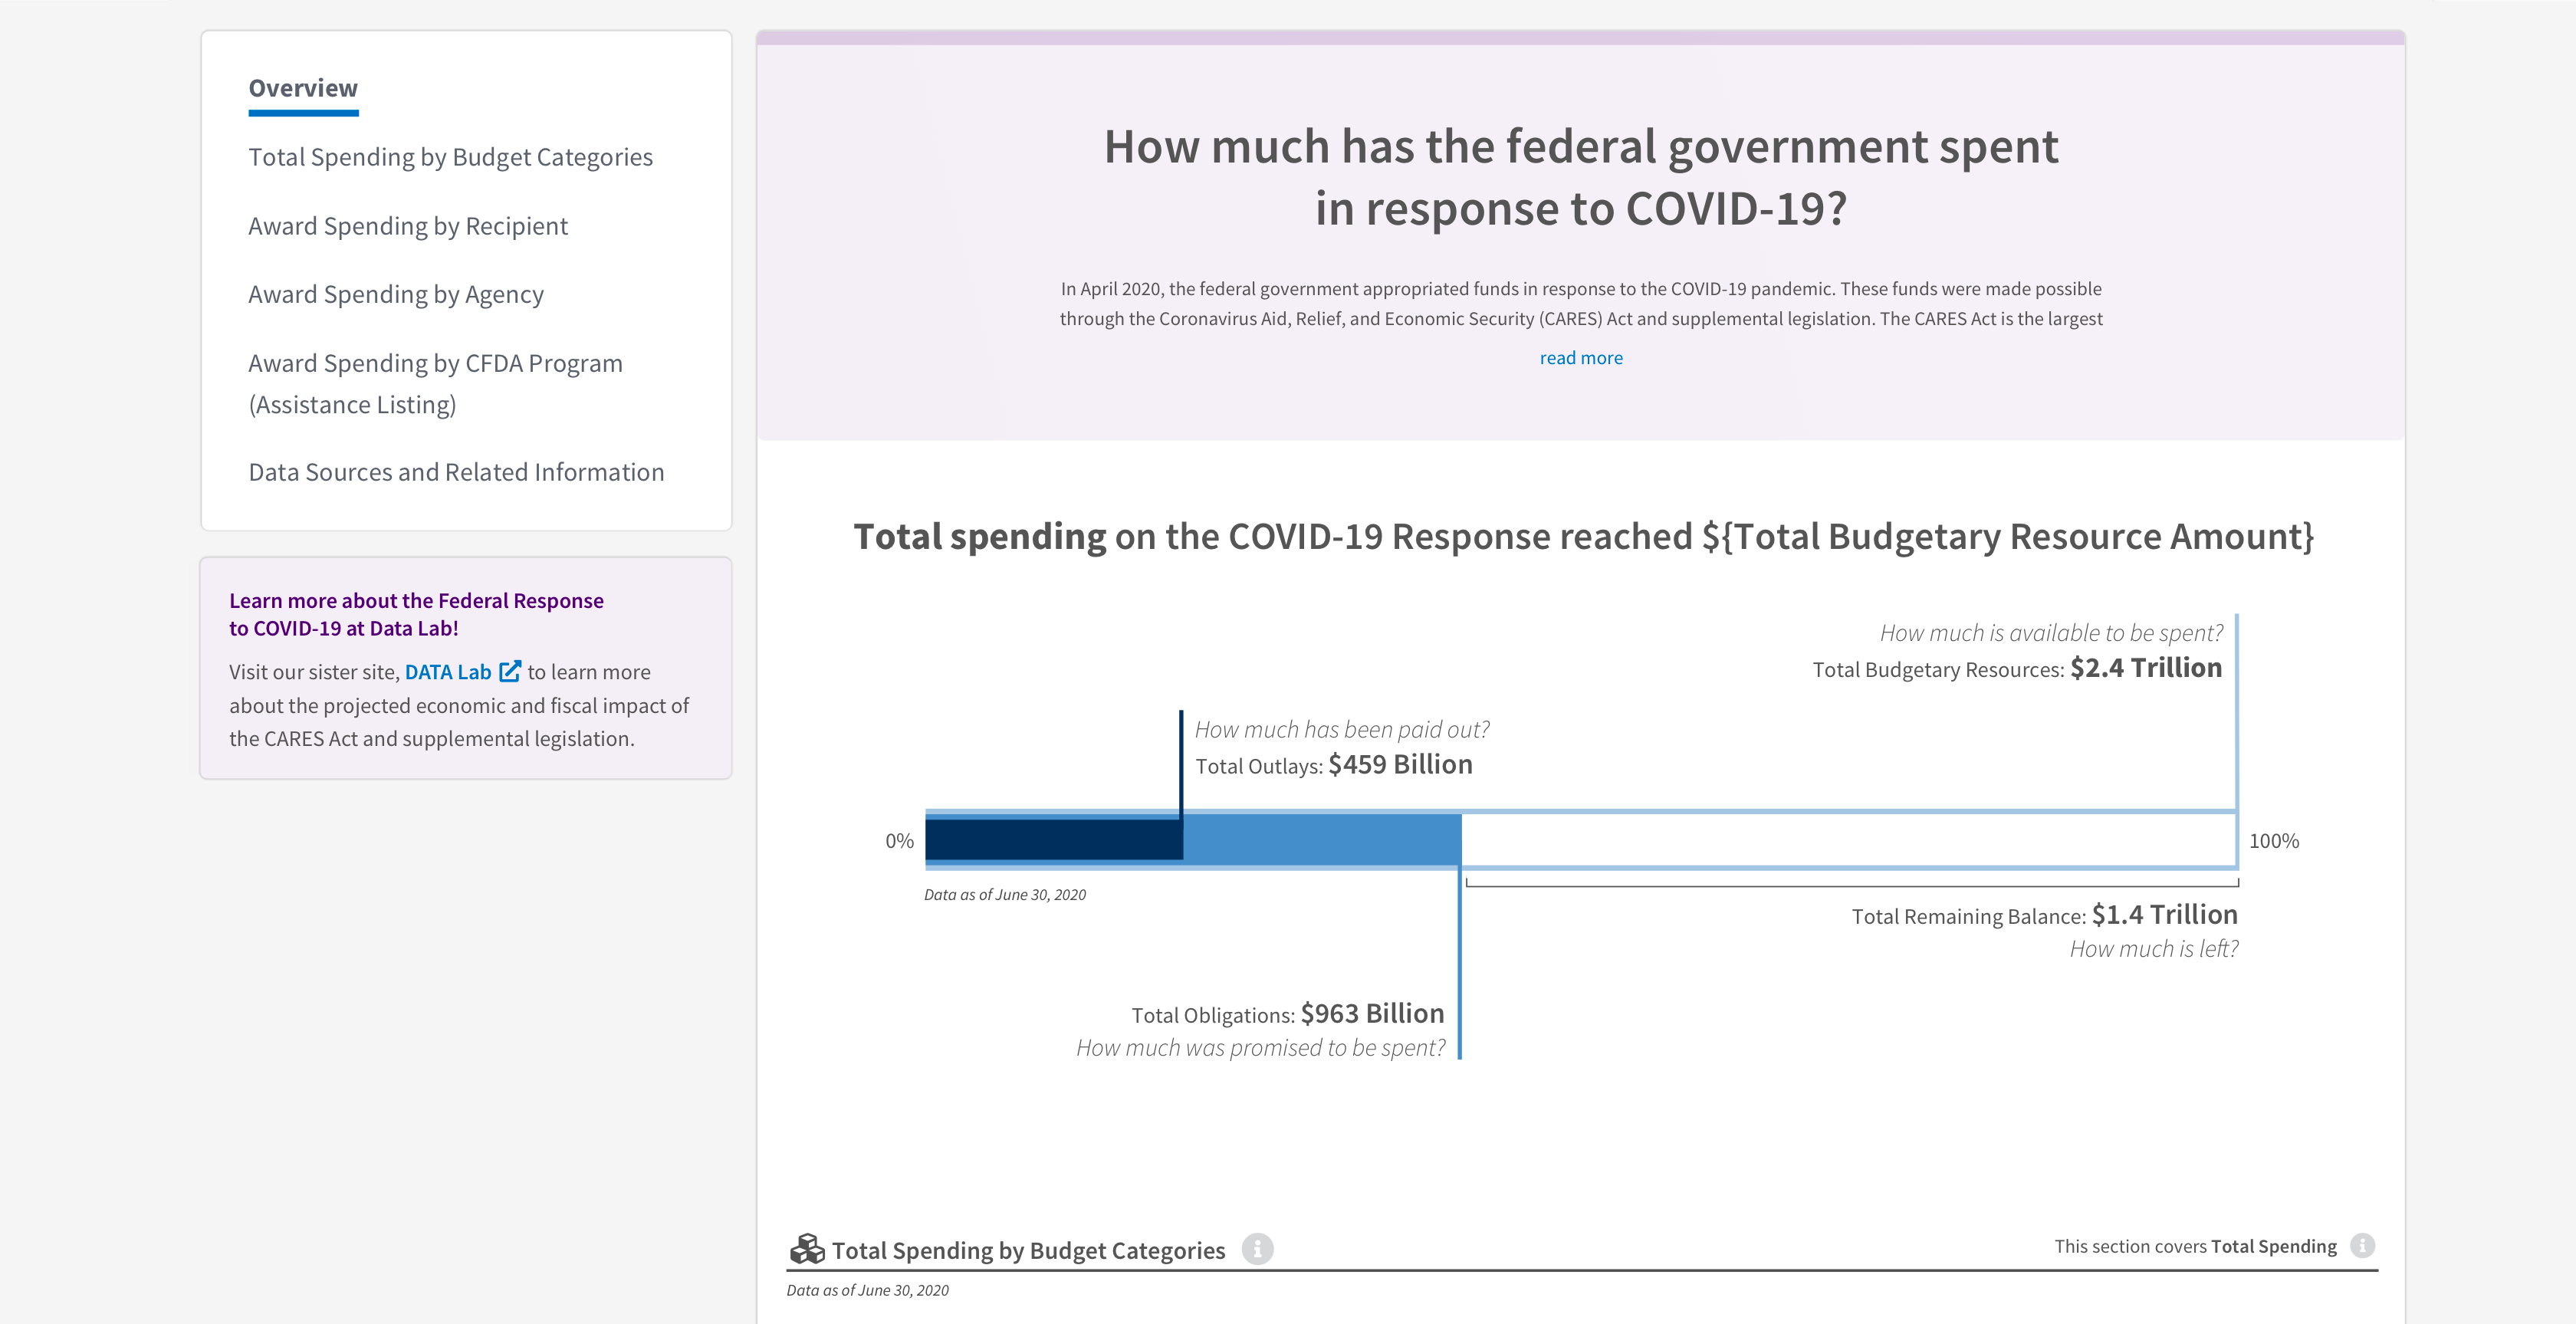 Overview
Total Spending by Budget Categories
Award Spending by Recipient
Award Spending by Agency
Award Spending by CFDA Program
(Assistance Listing)
Data Sources and Related Information
Learn more about the Federal Response
to COVID-19 at Data Lab!
Visit our sister site, DATA Lab to learn more
about the projected economic and fiscal impact of
the CARES Act and supplemental legislation.
How much has the federal government spent
in response to COVID-19?
In April 2020, the federal government appropriated funds in response to the COVID-19 pandemic. These funds were made possible
through the Coronavirus Aid, Relief, and Economic Security (CARES) Act and supplemental legislation. The CARES Act is the largest
read more
Total spending on the COVID-19 Response reached ${Total Budgetary Resource Amount}
How much is available to be spent?
Total Budgetary Resources: $2.4 Trillion
How much has been paid out?
Total Outlays: $459 Billion
0%
100%
Data as of June 30, 2020
Total Remaining Balance: $1.4 Trillion
How much is left?
Total Obligations: $963 Billion
How much was promised to be spent?
Total Spending by Budget Categories
This section covers Total Spending
Data as of June 30, 2020